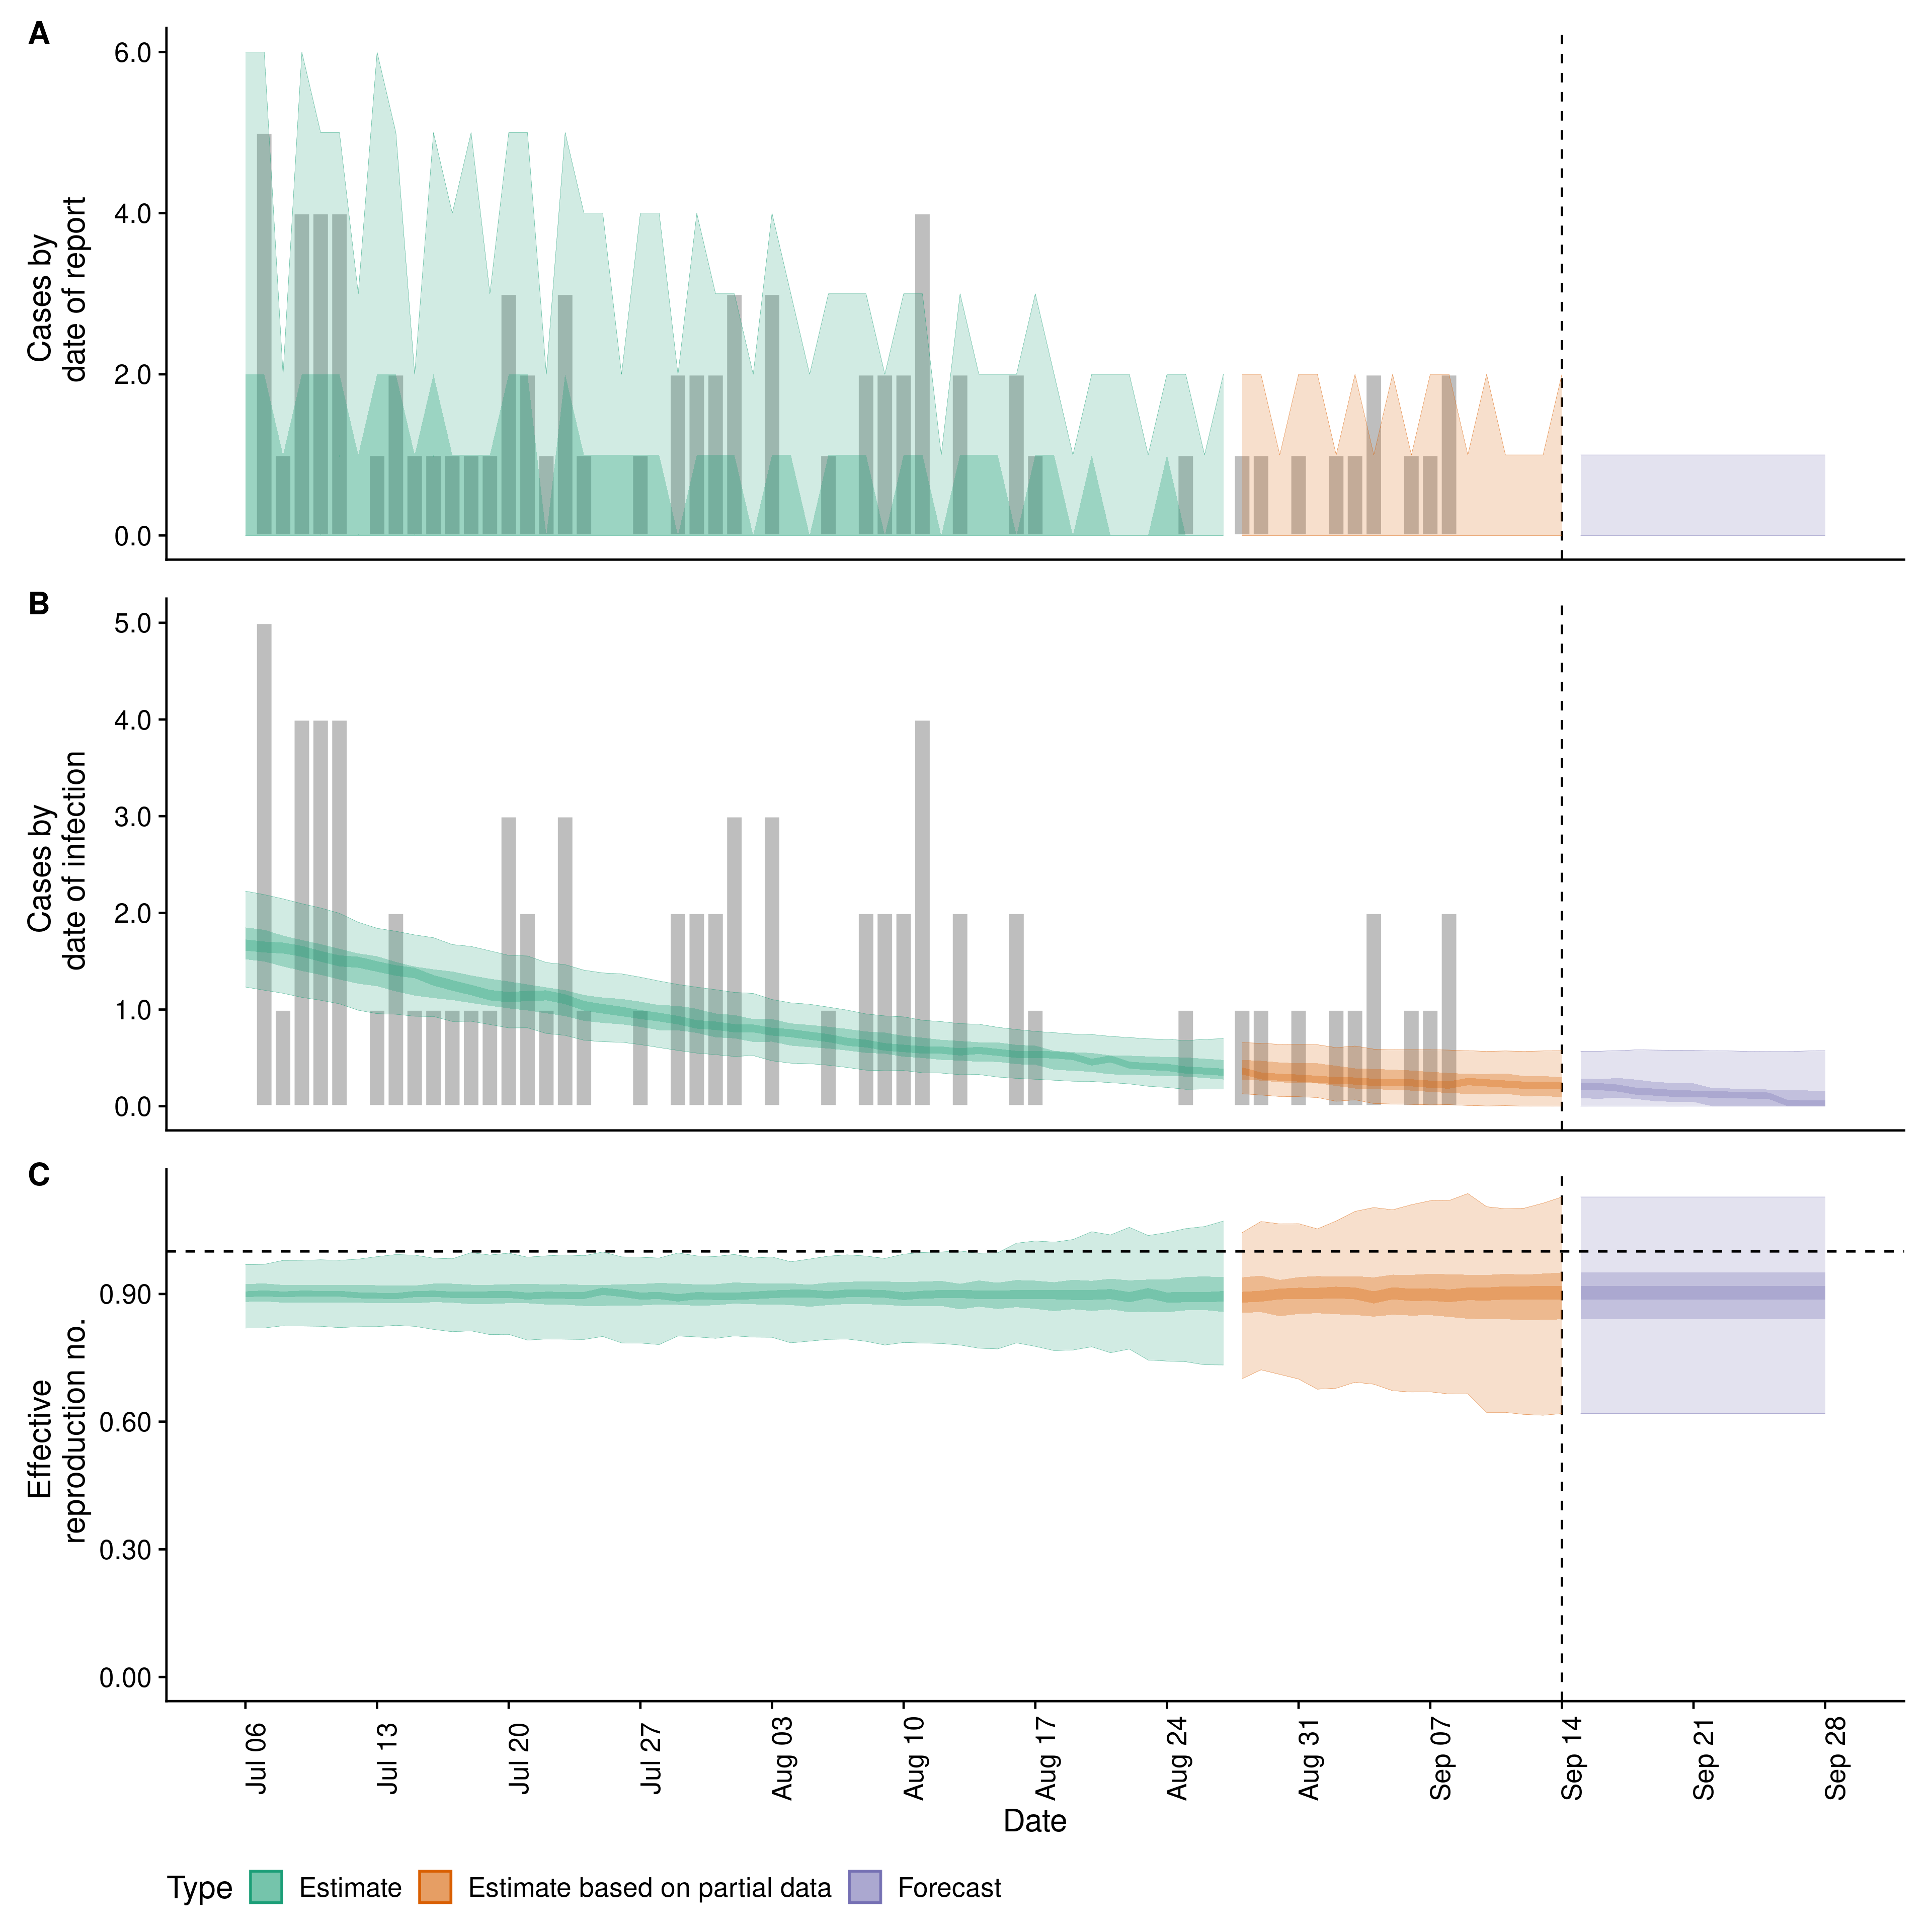 A
6.0
4.0
2.0
0.0
Cases by
date of report
B
5.0
4.0
3.0
2.0
1.0
0.0
Cases by
date of infection
C
0.90
0.60
0.30
0.00
Effective
reproduction no.
Jul 06
Jul 13
Jul 20
Jul 27
Aug 03
Aug 10
Aug 17
Aug 24
Aug 31
Sep 07
Sep 14
Sep 21
Sep 28
Date
Type Estimate Estimate based on partial data Forecast